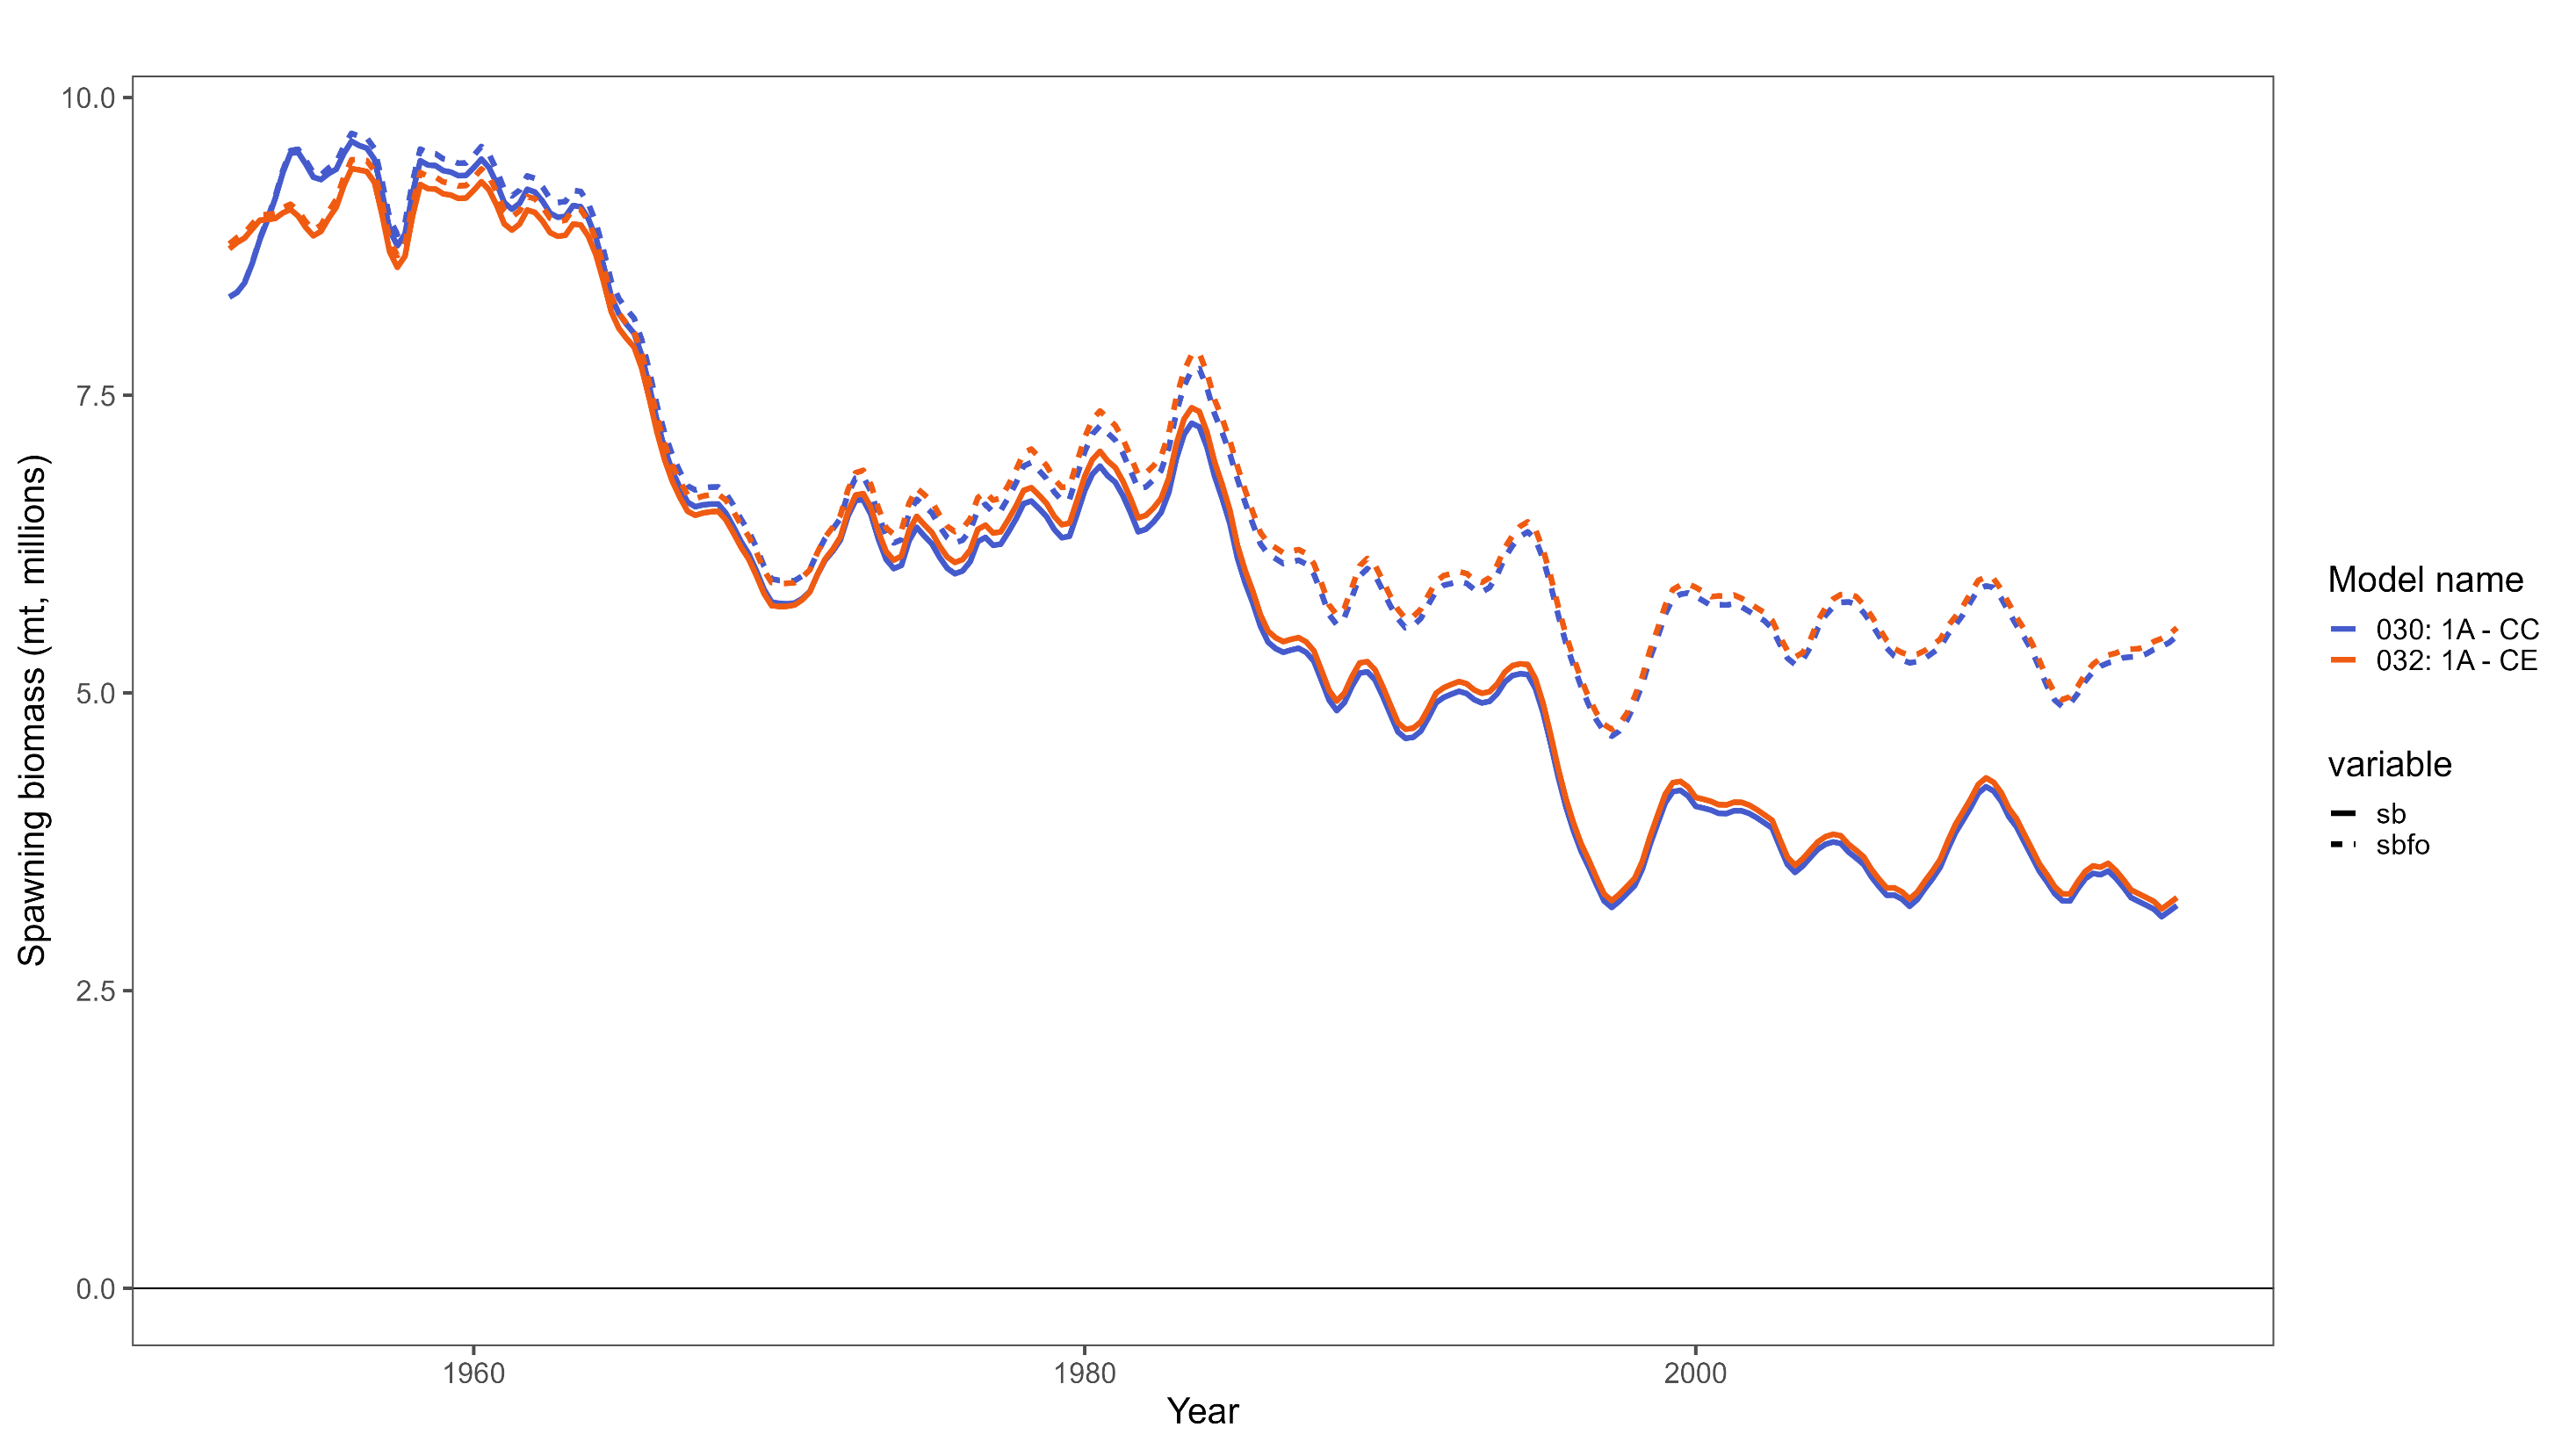 10.0
7.5
5.0
2.5
0.0
Spawning biomass (mt, millions)
1960
1980
2000
Year
Model name
030: 1A - CC
032: 1A - CE
variable
sb
sbfo